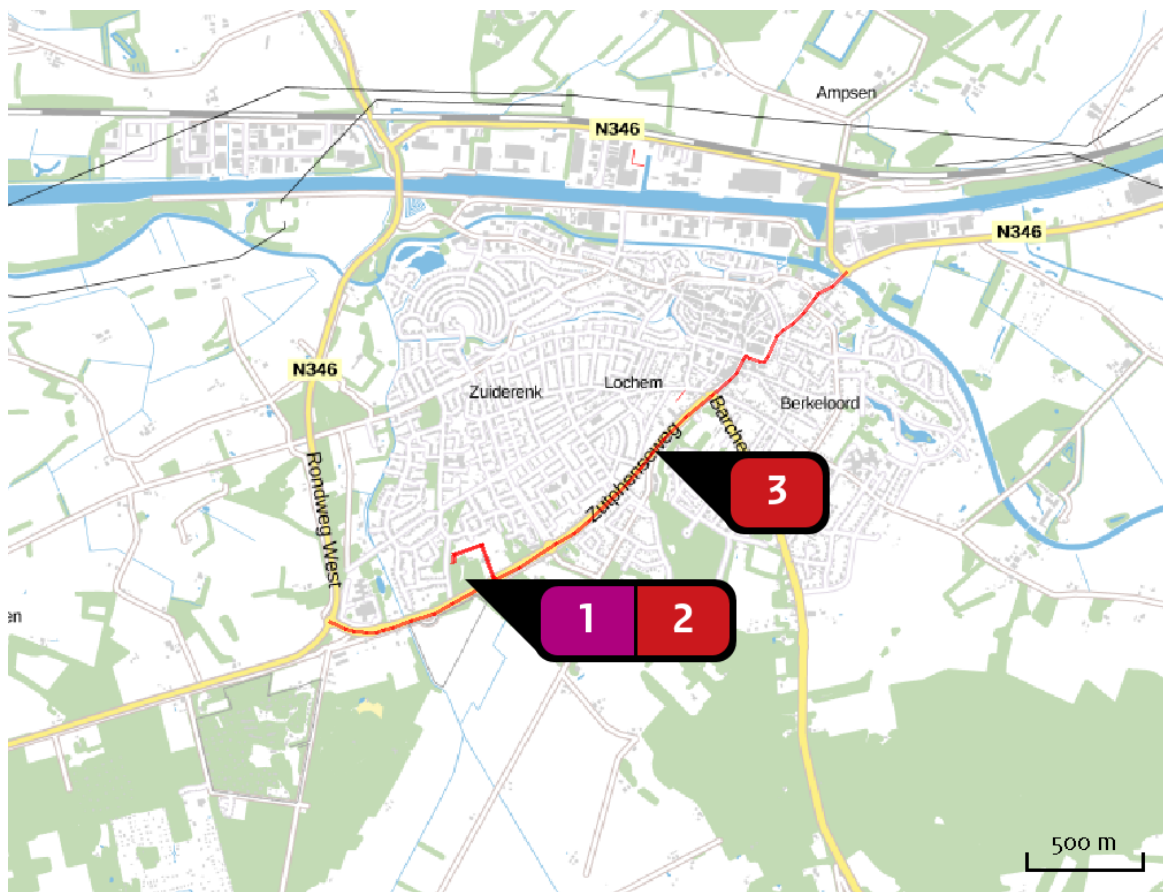 Ampsen
N346
N346
N346
Zuiderenk
Lochem
Berkeloord
Barche
Zutphenseweg
Rondweg West
3
1
2
en
500 m